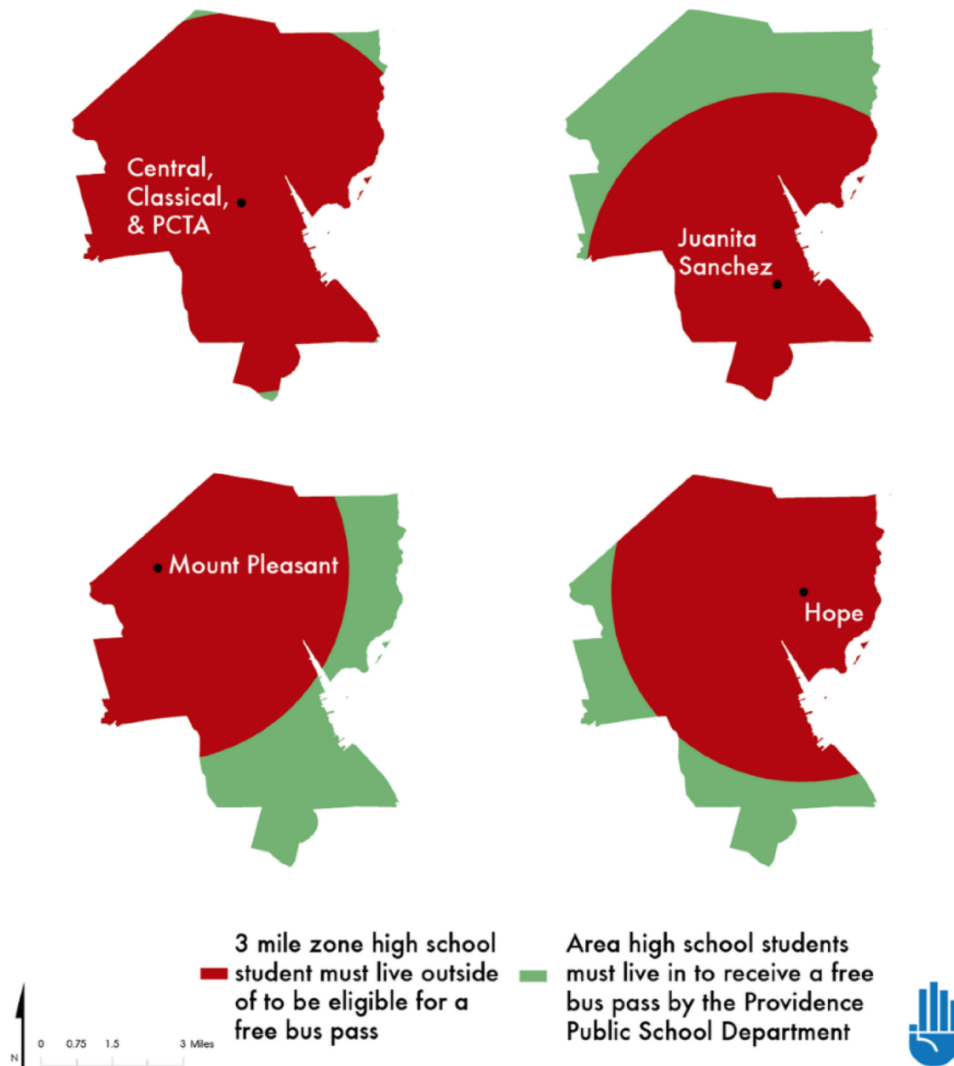 Central,
Classical,
& PCTA
Juanita
Sanchez
Mount Pleasant
Hope
3 mile zone high school
student must live outside
of to be eligible for a
free bus pass
Area high school students
must live in to receive a free
bus pass by the Providence
Public School Department
N
0 0.75 1.5 3 Miles